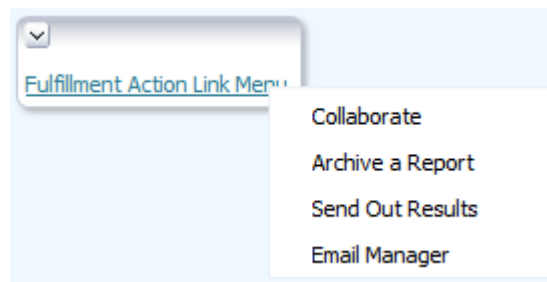 Fulfillment Action Link Menu
Collaborate
Archive a Report
Send Out Results
Email Manager